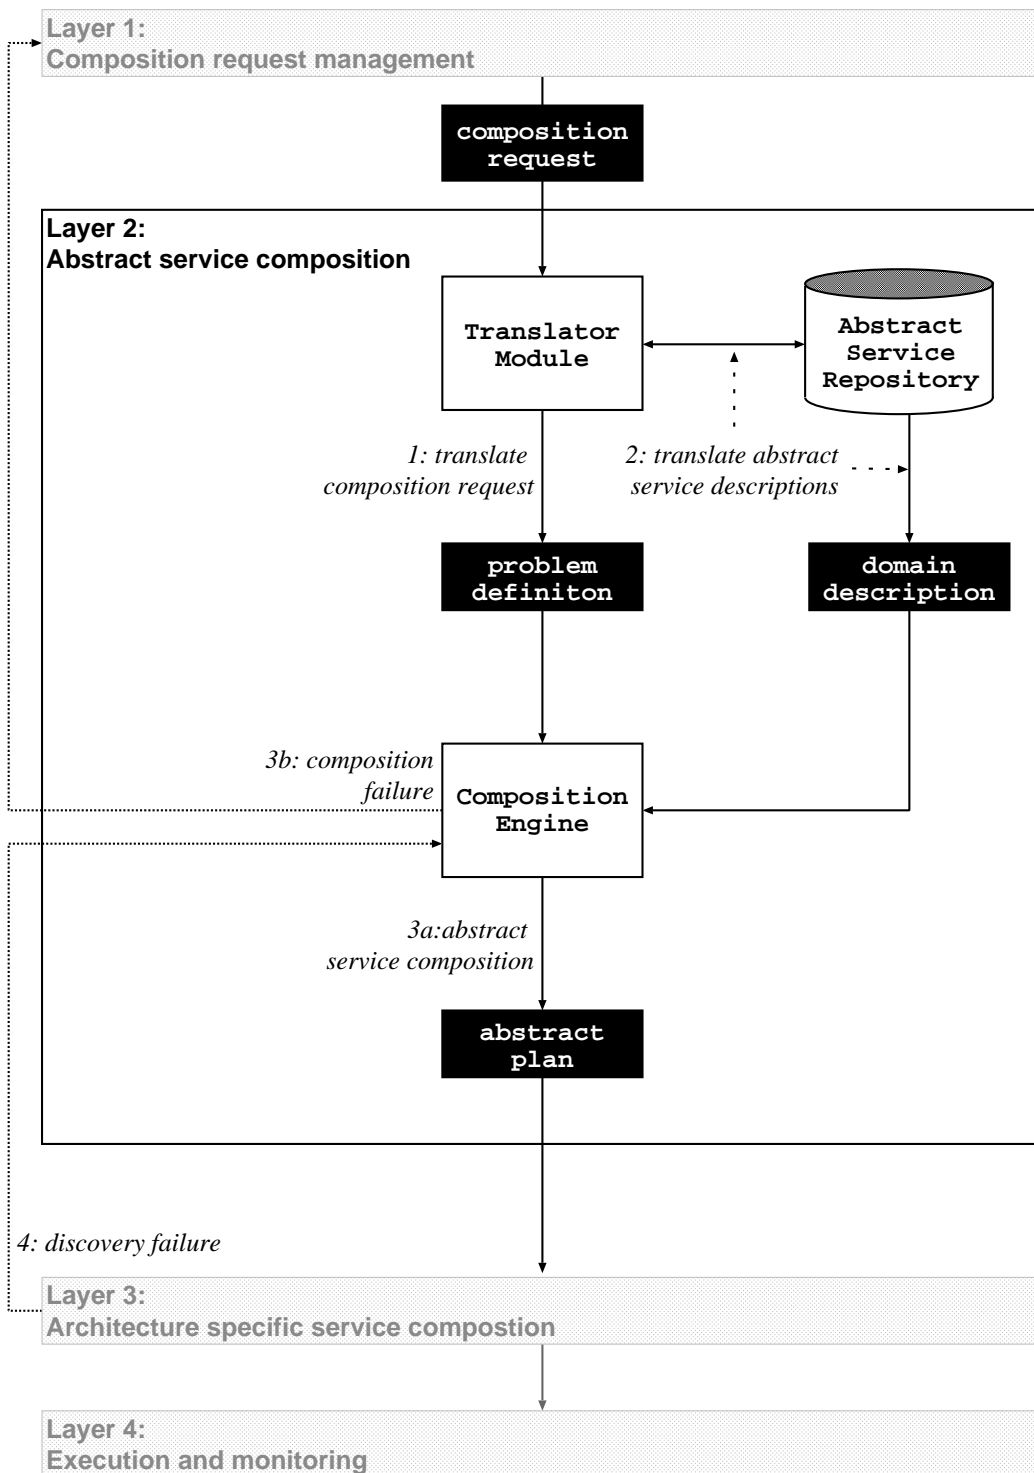 Layer 1:
Composition request management
composition
request
Layer 2:
Abstract service composition
Translator
Module
Abstract
Service
Repository
1: translate
composition request
2: translate abstract
service descriptions
problem
definiton
domain
description
3b: composition
failure
Composition
Engine
3a:abstract
service composition
abstract
plan
4: discovery failure
Layer 3:
Architecture specific service compostion
Layer 4:
Execution and monitoring